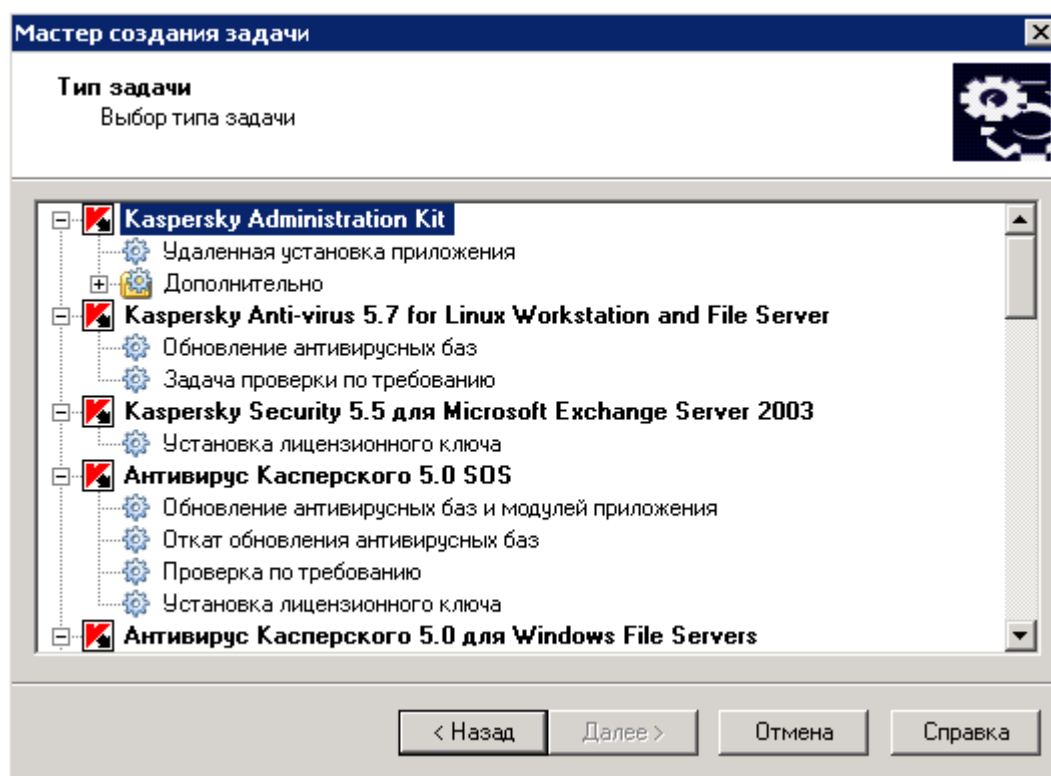 Мастер создания задачи
Тип задачи
Выбор типа задачи
Kaspersky Administration Kit
Удаленная установка приложения
Дополнительно
Kaspersky Anti-virus 5.7 for Linux Workstation and File Server
Обновление антивирусных баз
Задача проверки по требованию
Kaspersky Security 5.5 для Microsoft Exchange Server 2003
Установка лицензионного ключа
Антивирус Касперского 5.0 SOS
Обновление антивирусных баз и модулей приложения
Откат обновления антивирусных баз
Проверка по требованию
Установка лицензионного ключа
Антивирус Касперского 5.0 для Windows File Servers
< Назад Далее > Отмена Справка